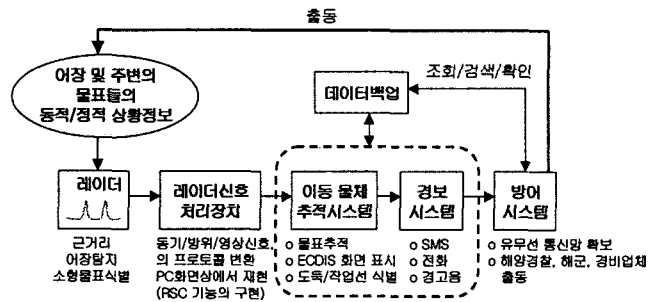 출동
어장 및 주변의
물표들의
동적/정적 상황정보
데이터백업
조회/검색/확인
레이더
레이더신호
처리장치
이동 물체
추적시스템
경보
시스템
방어
시스템
근거리
어장탐지
소형물표식별
동기/방위/영상신호,
의 프로토콜 변환
PC화면상에서 재현
(RSC 기능의 구현)
o 물표추적
o ECDIS 화면 표시
o 도둑/작업선 식별
o SMS
o 전화
o 경고음
o 유무선 통신망 확보
o 해양경찰, 해군, 경비업체
출동